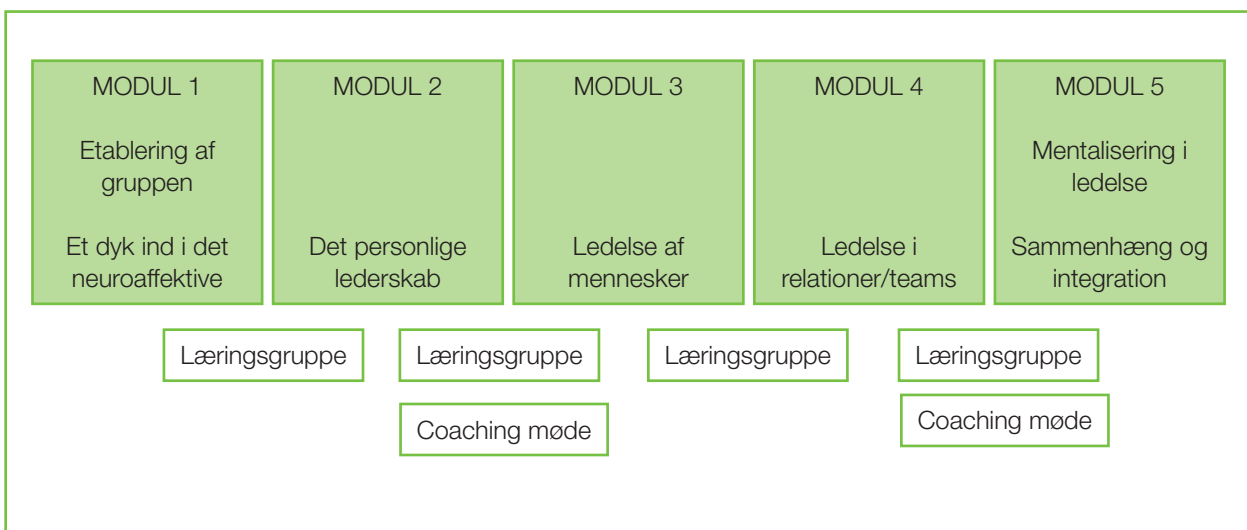 MODUL 1
Etablering af
gruppen
Et dyk ind i det
neuroaffektive
MODUL 2
Det personlige
lederskab
MODUL 3
Ledelse af
mennesker
MODUL 4
Ledelse i
relationer/teams
MODUL 5
Mentalisering i
ledelse
Sammenhæng og
integration
Læringsgruppe
Læringsgruppe
Læringsgruppe
Læringsgruppe
Coaching møde
Coaching møde